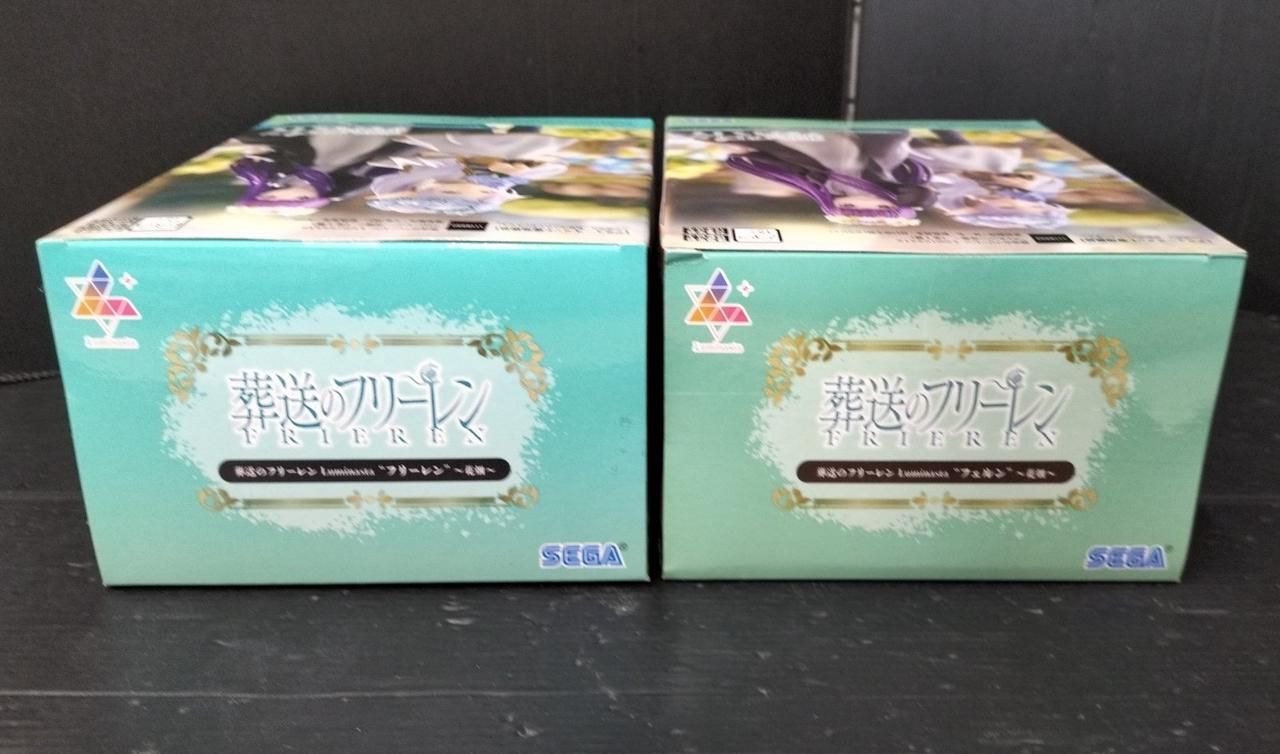 Luminasta
葬送のフリーレン
FRIEREN
葬送のフリーレン Luminasta “フリーレン” ~花畑~
SEGA
Luminasta
葬送のフリーレン
FRIEREN
葬送のフリーレン Luminasta “フェルン” ~花畑~
SEGA